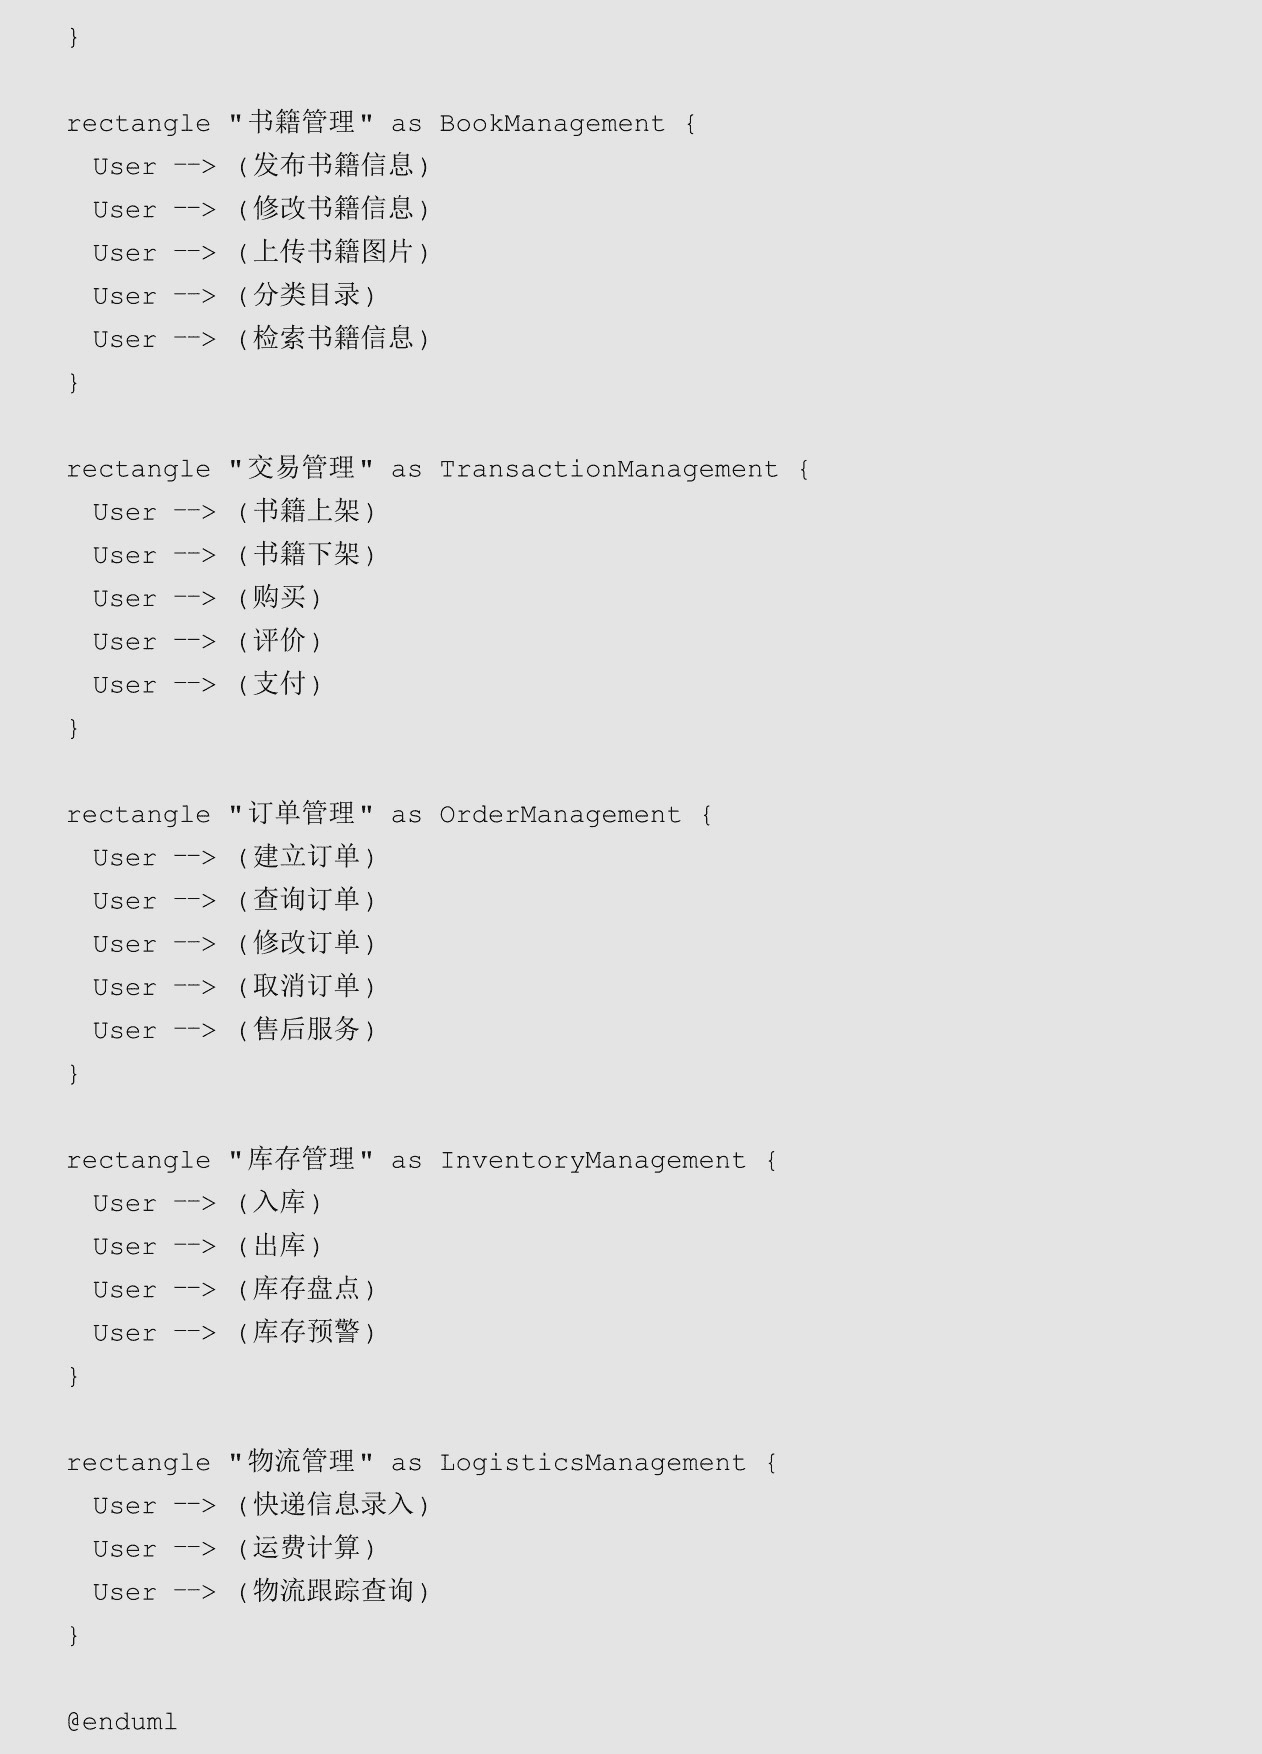 }
rectangle "书籍管理" as BookManagement {
User --> (发布书籍信息)
User --> (修改书籍信息)
User --> (上传书籍图片)
User --> (分类目录)
User --> (检索书籍信息)
}
rectangle "交易管理" as TransactionManagement {
User --> (书籍上架)
User --> (书籍下架)
User --> (购买)
User --> (评价)
User --> (支付)
}
rectangle "订单管理" as OrderManagement {
User --> (建立订单)
User --> (查询订单)
User --> (修改订单)
User --> (取消订单)
User --> (售后服务)
}
rectangle "库存管理" as InventoryManagement {
User --> (入库)
User --> (出库)
User --> (库存盘点)
User --> (库存预警)
}
rectangle "物流管理" as LogisticsManagement {
User --> (快递信息录入)
User --> (运费计算)
User --> (物流跟踪查询)
}
@enduml